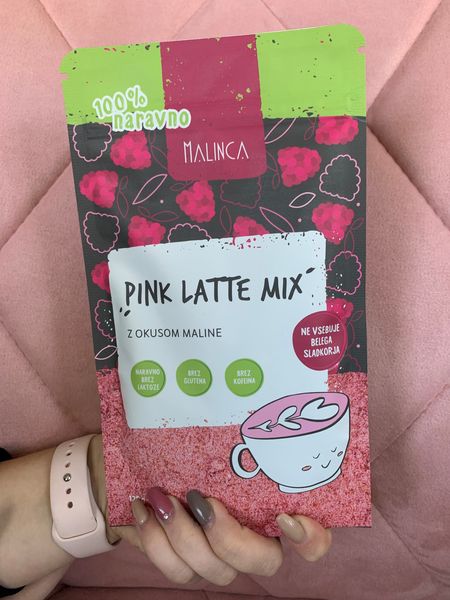 100%
naravno
MALINCA
PINK LATTE MIX
Z OKUSOM MALINE
NE VSEBUJE
BELEGA
SLADKORJA
NARAVNO
BREZ
LAKTOZE
BREZ
GLUTENA
BREZ
KOFEINA